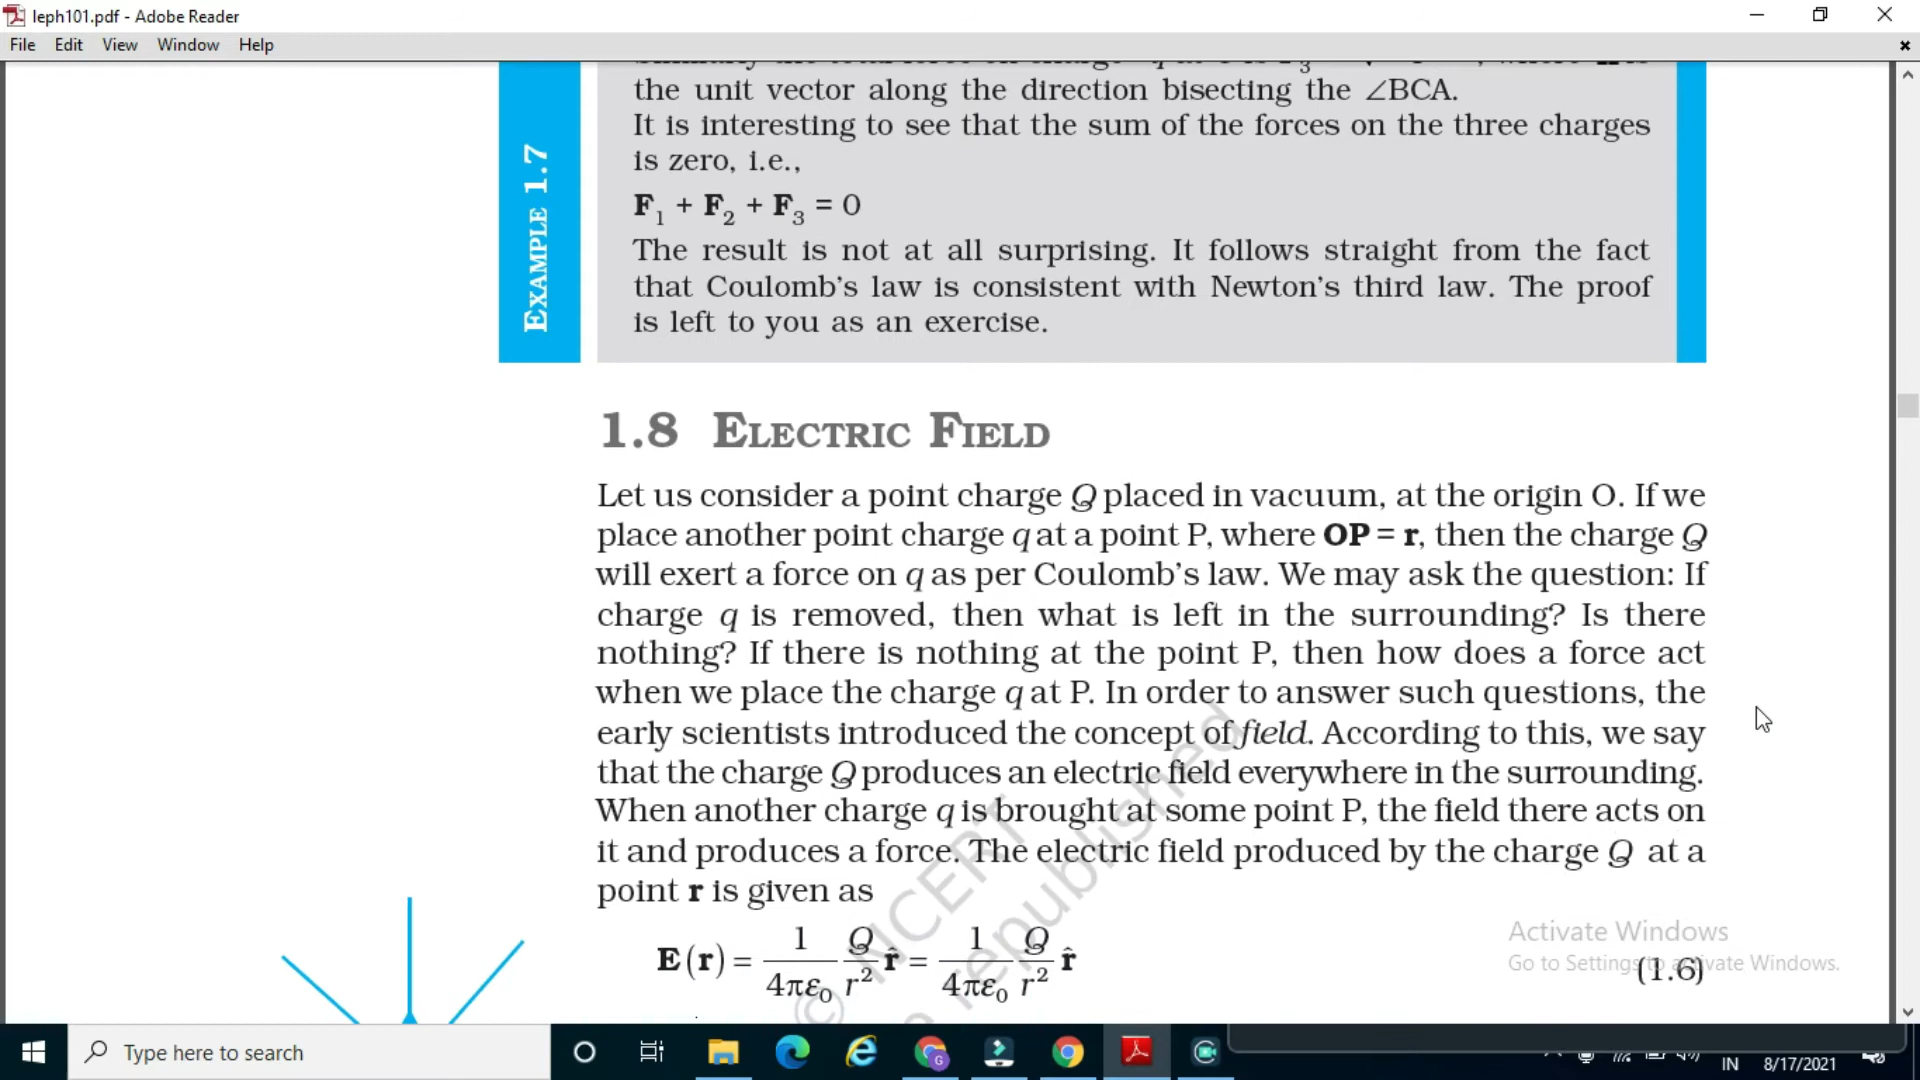 leph101.pdf - Adobe Reader
File Edit View Window Help
the unit vector along the direction bisecting the ∠BCA.
It is interesting to see that the sum of the forces on the three charges
is zero, i.e.,
F1 + F2 + F3 = 0
The result is not at all surprising. It follows straight from the fact
that Coulomb's law is consistent with Newton's third law. The proof
is left to you as an exercise.
EXAMPLE 1.7
1.8 ELECTRIC FIELD
Let us consider a point charge Q placed in vacuum, at the origin O. If we
place another point charge q at a point P, where OP = r, then the charge Q
will exert a force on q as per Coulomb's law. We may ask the question: If
charge q is removed, then what is left in the surrounding? Is there
nothing? If there is nothing at the point P, then how does a force act
when we place the charge q at P. In order to answer such questions, the
early scientists introduced the concept of field. According to this, we say
that the charge Q produces an electric field everywhere in the surrounding.
When another charge q is brought at some point P, the field there acts on
it and produces a force. The electric field produced by the charge Q at a
point r is given as
E(r) = 1/4πε0 Q/r² r̂ = 1/4πε0 Q/r² r̂ (1.6)
© NCERT
republished
Activate Windows
Go to Settings to activate Windows.
Type here to search
IN 8/17/2021